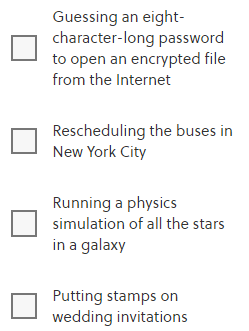 Guessing an eight-
character-long password
to open an encrypted file
from the Internet
Rescheduling the buses in
New York City
Running a physics
simulation of all the stars
in a galaxy
Putting stamps on
wedding invitations